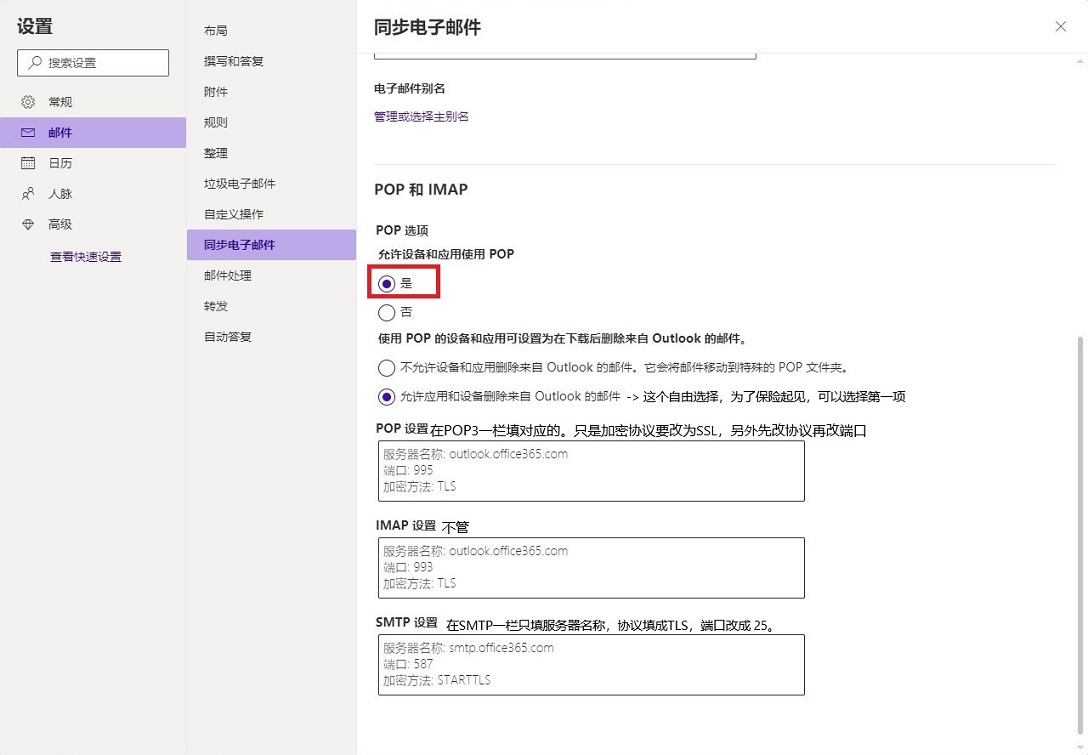 设置
搜索设置
常规
邮件
日历
人脉
高级
查看快速设置
布局
撰写和答复
附件
规则
整理
垃圾电子邮件
自定义操作
同步电子邮件
邮件处理
转发
自动答复
同步电子邮件
电子邮件别名
管理或选择主别名
POP 和 IMAP
POP 选项
允许设备和应用使用 POP
是
否
使用 POP 的设备和应用可设置为在下载后删除来自 Outlook 的邮件。
不允许设备和应用删除来自 Outlook 的邮件。它会将邮件移动到特殊的 POP 文件夹。
允许应用和设备删除来自 Outlook 的邮件 -> 这个自由选择，为了保险起见，可以选择第一项
POP 设置在POP3一栏填对应的。只是加密协议要改为SSL，另外先改协议再改端口
服务器名称: outlook.office365.com
端口: 995
加密方法: TLS
IMAP 设置 不管
服务器名称: outlook.office365.com
端口: 993
加密方法: TLS
SMTP 设置 在SMTP一栏只填服务器名称，协议填成TLS，端口改成 25。
服务器名称: smtp.office365.com
端口: 587
加密方法: STARTTLS